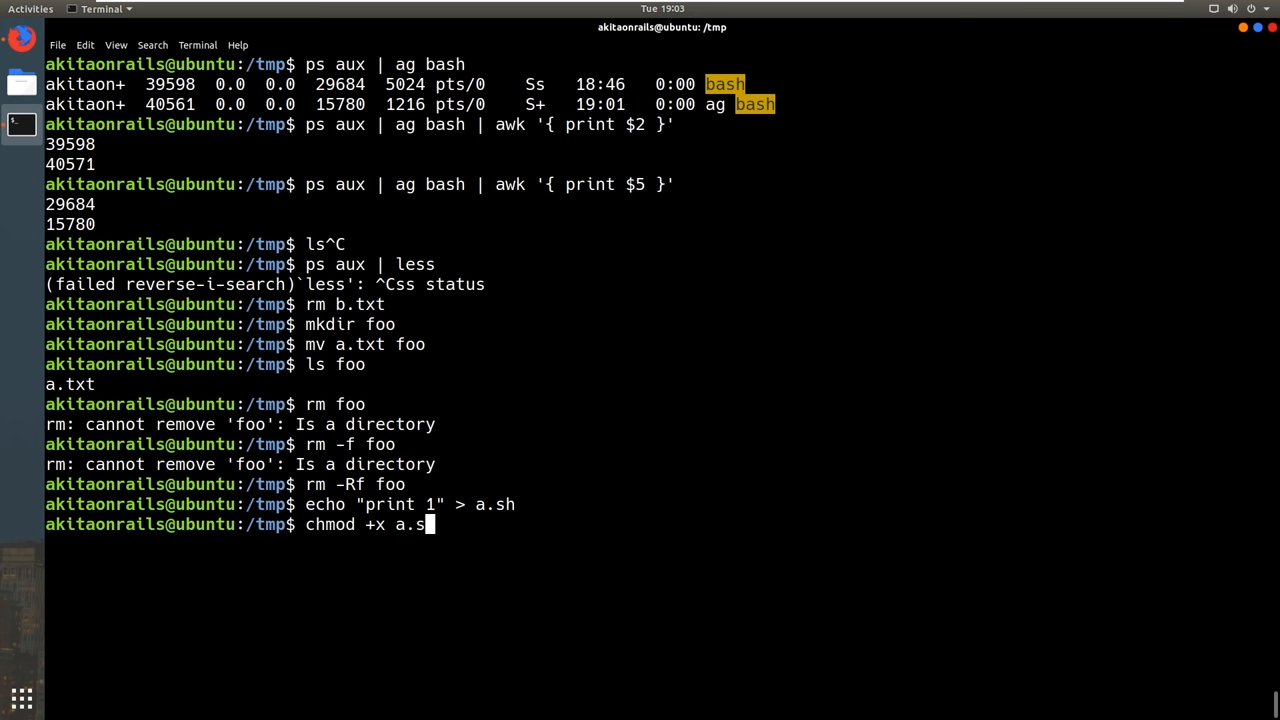 Activities Terminal Tue 19:03
akitaonrails@ubuntu: /tmp
File Edit View Search Terminal Help
akitaonrails@ubuntu:/tmp$ ps aux | ag bash
akitaon+  39598  0.0  0.0  29684  5024 pts/0    Ss   18:46   0:00 bash
akitaon+  40561  0.0  0.0  15780  1216 pts/0    S+   19:01   0:00 ag bash
akitaonrails@ubuntu:/tmp$ ps aux | ag bash | awk '{ print $2 }'
39598
40571
akitaonrails@ubuntu:/tmp$ ps aux | ag bash | awk '{ print $5 }'
29684
15780
akitaonrails@ubuntu:/tmp$ ls^C
akitaonrails@ubuntu:/tmp$ ps aux | less
(failed reverse-i-search)`less': ^Css status
akitaonrails@ubuntu:/tmp$ rm b.txt
akitaonrails@ubuntu:/tmp$ mkdir foo
akitaonrails@ubuntu:/tmp$ mv a.txt foo
akitaonrails@ubuntu:/tmp$ ls foo
a.txt
akitaonrails@ubuntu:/tmp$ rm foo
rm: cannot remove 'foo': Is a directory
akitaonrails@ubuntu:/tmp$ rm -f foo
rm: cannot remove 'foo': Is a directory
akitaonrails@ubuntu:/tmp$ rm -Rf foo
akitaonrails@ubuntu:/tmp$ echo "print 1" > a.sh
akitaonrails@ubuntu:/tmp$ chmod +x a.s